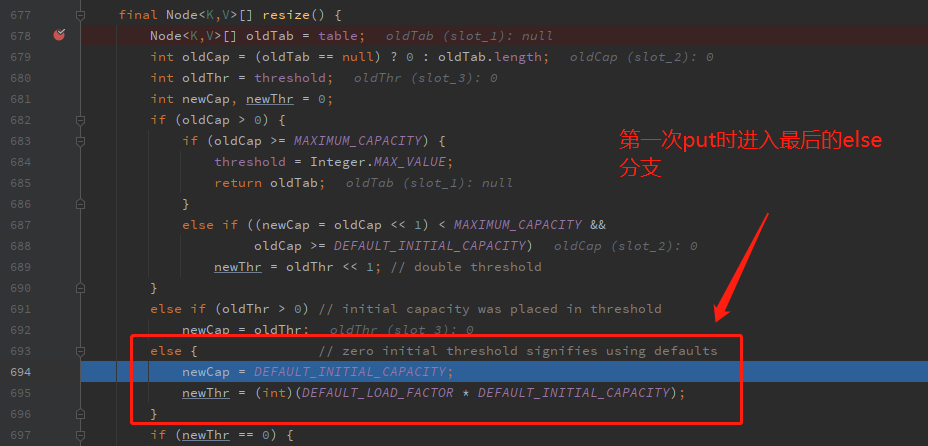 677 final Node<K,V>[] resize() {
678 Node<K,V>[] oldTab = table; oldTab (slot_1): null
679 int oldCap = (oldTab == null) ? 0 : oldTab.length; oldCap (slot_2): 0
680 int oldThr = threshold; oldThr (slot_3): 0
681 int newCap, newThr = 0;
682 if (oldCap > 0) {
683 if (oldCap >= MAXIMUM_CAPACITY) {
684 threshold = Integer.MAX_VALUE;
685 return oldTab; oldTab (slot_1): null
686 }
687 else if ((newCap = oldCap << 1) < MAXIMUM_CAPACITY &&
688 oldCap >= DEFAULT_INITIAL_CAPACITY) oldCap (slot_2): 0
689 newThr = oldThr << 1; // double threshold
690 }
691 else if (oldThr > 0) // initial capacity was placed in threshold
692 newCap = oldThr; oldThr (slot_3): 0
693 else { // zero initial threshold signifies using defaults
694 newCap = DEFAULT_INITIAL_CAPACITY;
695 newThr = (int)(DEFAULT_LOAD_FACTOR * DEFAULT_INITIAL_CAPACITY);
696 }
697 if (newThr == 0) {
第一次put时进入最后的else
分支